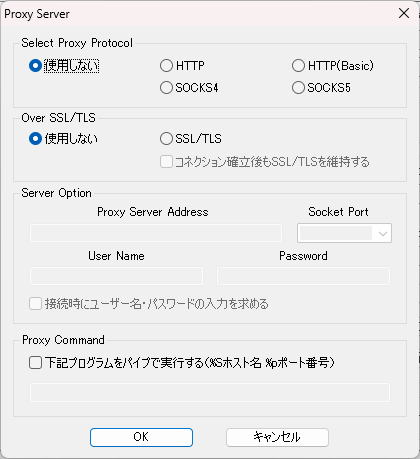 Proxy Server
Select Proxy Protocol
使用しない HTTP HTTP(Basic)
SOCKS4 SOCKS5
Over SSL/TLS
使用しない SSL/TLS
コネクション確立後もSSL/TLSを維持する
Server Option
Proxy Server Address Socket Port
User Name Password
接続時にユーザー名・パスワードの入力を求める
Proxy Command
下記プログラムをパイプで実行する(%Sホスト名 %pポート番号)
OK キャンセル